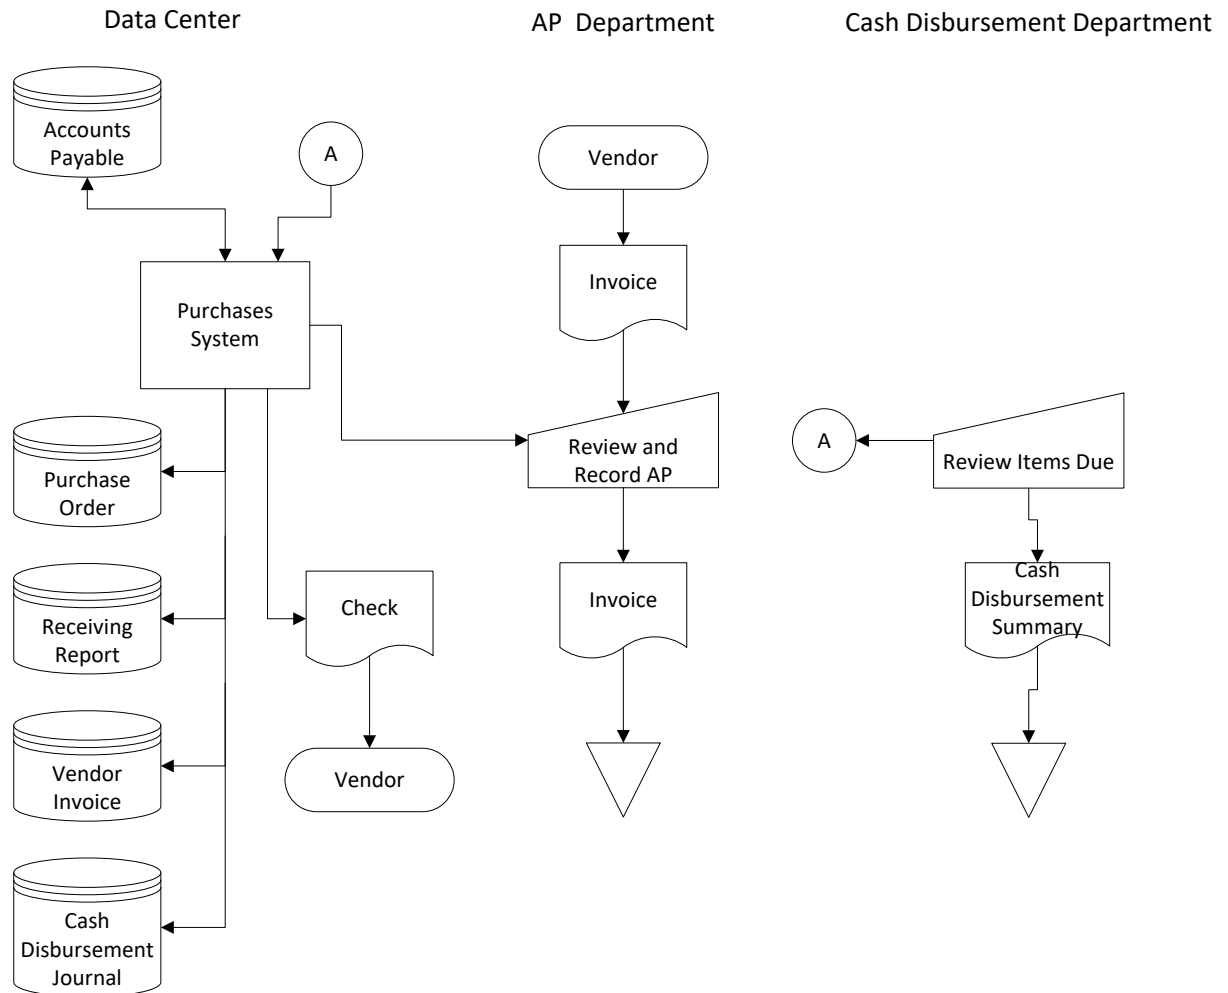 Data Center
AP Department
Cash Disbursement Department
Accounts
Payable
A
Vendor
Invoice
Purchases
System
Review and
Record AP
A
Review Items Due
Purchase
Order
Check
Invoice
Cash
Disbursement
Summary
Receiving
Report
Vendor
Invoice
Vendor
Cash
Disbursement
Journal